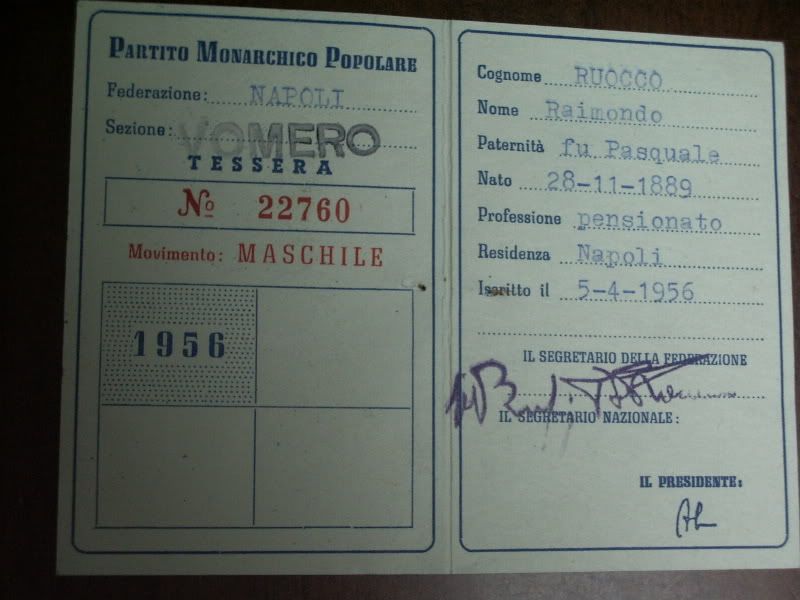 PARTITO MONARCHICO POPOLARE
Federazione: NAPOLI
Sezione: VOMERO
TESSERA
No 22760
Movimento: MASCHILE
1956
Cognome RUOCCO
Nome Raimondo
Paternità fu Pasquale
Nato 28-11-1889
Professione pensionato
Residenza Napoli
Iscritto il 5-4-1956
IL SEGRETARIO DELLA FEDERAZIONE
IL SEGRETARIO NAZIONALE:
IL PRESIDENTE: